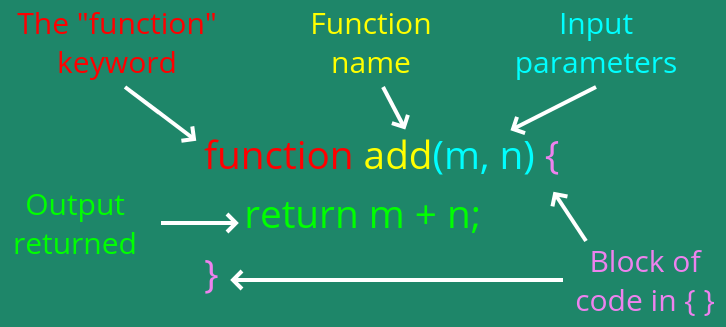 The "function"
keyword
Function
name
Input
parameters
function add(m, n) {
return m + n;
}
Output
returned
Block of
code in { }